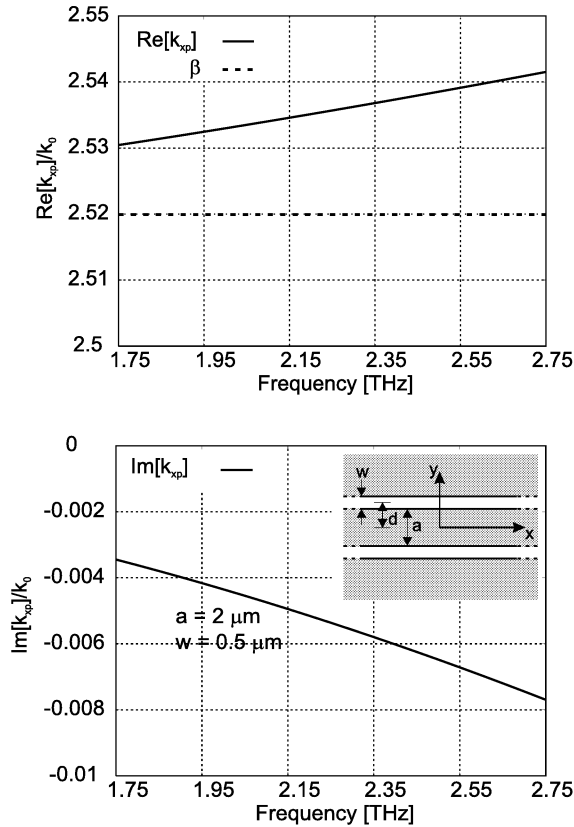 2.55
Re[kxp]
β
2.54
2.53
2.52
2.51
2.5
Re[kxp]/k0
1.75 1.95 2.15 2.35 2.55 2.75
Frequency [THz]
0
Im[kxp]
-0.002
-0.004
-0.006
-0.008
-0.01
Im[kxp]/k0
w
y
d
a
x
a = 2 μm
w = 0.5 μm
1.75 1.95 2.15 2.35 2.55 2.75
Frequency [THz]